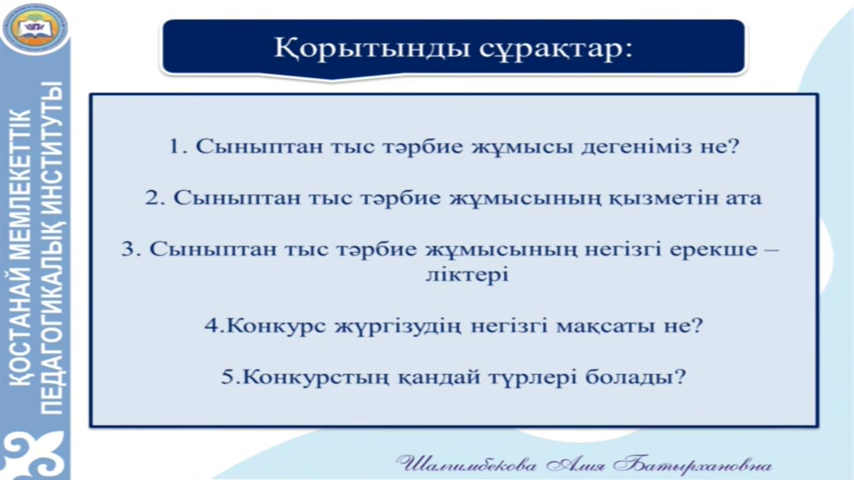 Қорытынды сұрақтар:
ҚОСТАНАЙ МЕМЛЕКЕТТІК
ПЕДАГОГИКАЛЫҚ ИНСТИТУТЫ
1. Сыныптан тыс тәрбие жұмысы дегеніміз не?
2. Сыныптан тыс тәрбие жұмысының қызметін ата
3. Сыныптан тыс тәрбие жұмысының негізгі ерекше –
ліктері
4.Конкурс жүргізудің негізгі мақсаты не?
5.Конкурстың қандай түрлері болады?
Шалгимбекова Алия Батырхановна